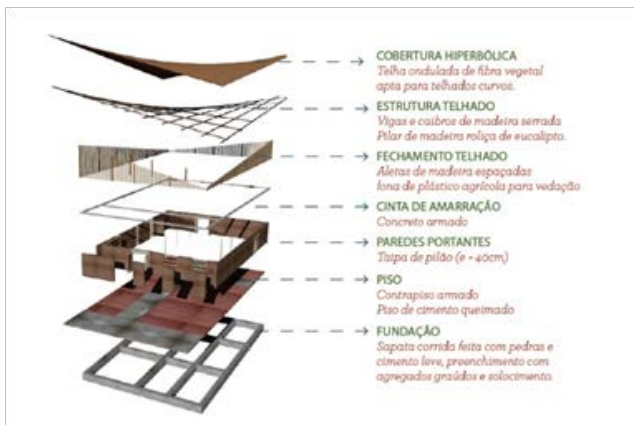 COBERTURA HIPERBÓLICA
Telha ondulada de fibra vegetal
apta para telhados curvos.
ESTRUTURA TELHADO
Vigas e caibros de madeira serrada
Pilar de madeira roliça de eucalipto.
FECHAMENTO TELHADO
Aletas de madeira espaçadas
lona de plástico agrícola para vedação
CINTA DE AMARRAÇÃO
Concreto armado
PAREDES PORTANTES
Taipa de pilão (e = 40cm)
PISO
Contrapiso armado
Piso de cimento queimado
FUNDAÇÃO
Sapata corrida feita com pedras e
cimento leve, preenchimento com
agregados graúdos e solocimento.